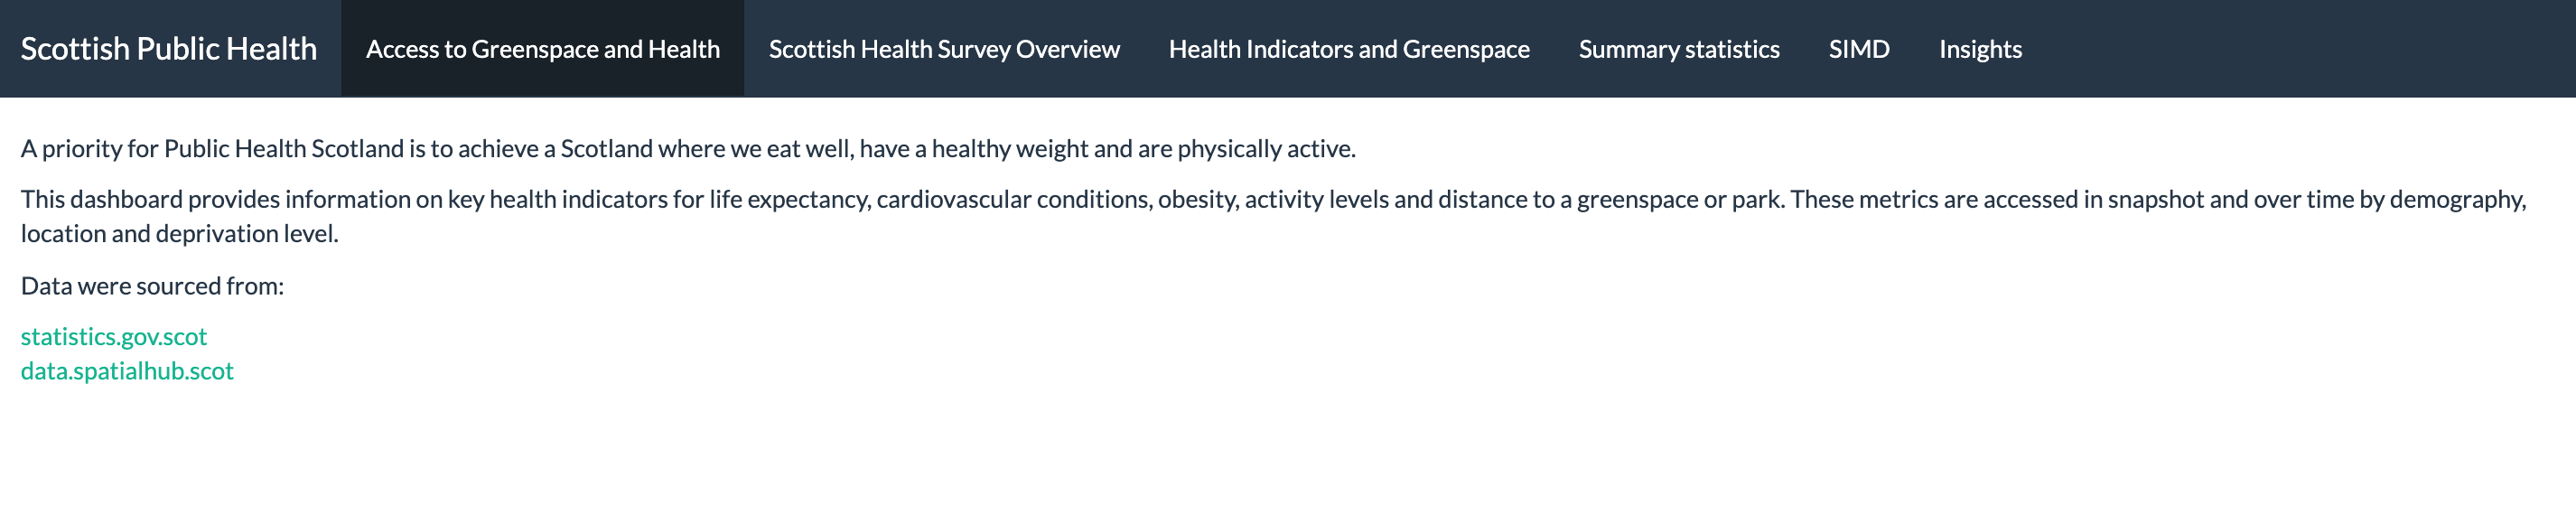 Scottish Public Health Access to Greenspace and Health Scottish Health Survey Overview Health Indicators and Greenspace Summary statistics SIMD Insights
A priority for Public Health Scotland is to achieve a Scotland where we eat well, have a healthy weight and are physically active.
This dashboard provides information on key health indicators for life expectancy, cardiovascular conditions, obesity, activity levels and distance to a greenspace or park. These metrics are accessed in snapshot and over time by demography,
location and deprivation level.
Data were sourced from:
statistics.gov.scot
data.spatialhub.scot